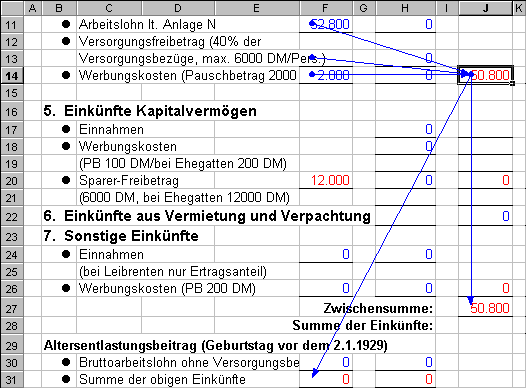 A B C D E F G H I J K
11 ● Arbeitslohn lt. Anlage N 52.800 0
12 ● Versorgungsfreibetrag (40% der
13 Versorgungsbezüge, max. 6000 DM/Pers.) 0
14 ● Werbungskosten (Pauschbetrag 2000 2.000 0 50.800
15
16 5. Einkünfte Kapitalvermögen
17 ● Einnahmen 0
18 ● Werbungskosten 0
19 (PB 100 DM/bei Ehegatten 200 DM)
20 ● Sparer-Freibetrag 12.000 0 0
21 (6000 DM, bei Ehegatten 12000 DM)
22 6. Einkünfte aus Vermietung und Verpachtung 0
23 7. Sonstige Einkünfte
24 ● Einnahmen 0 0
25 (bei Leibrenten nur Ertragsanteil)
26 ● Werbungskosten (PB 200 DM) 0 0 0
27 Zwischensumme: 50.800
28 Summe der Einkünfte:
29 Altersentlastungsbeitrag (Geburtstag vor dem 2.1.1929)
30 ● Bruttoarbeitslohn ohne Versorgungsbe 0 0
31 ● Summe der obigen Einkünfte 0 0